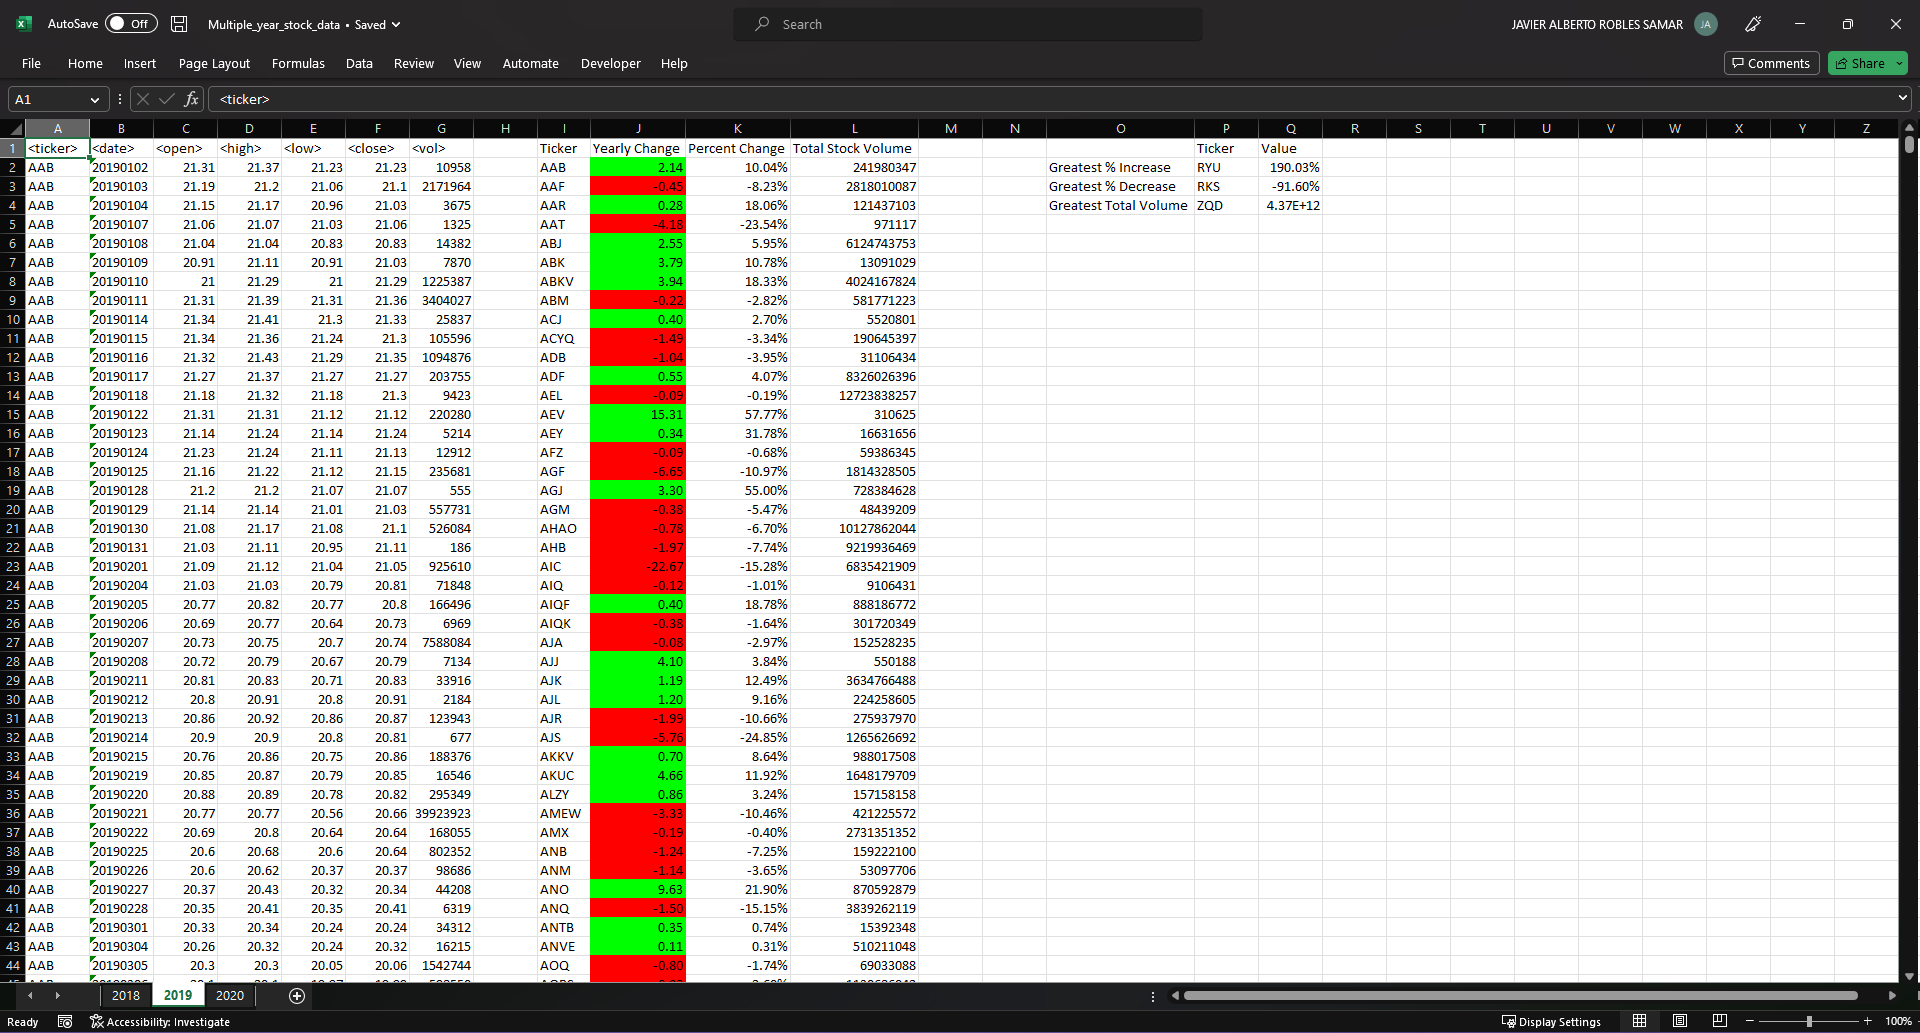 AutoSave Off Multiple_year_stock_data • Saved Search JAVIER ALBERTO ROBLES SAMAR JA
File Home Insert Page Layout Formulas Data Review View Automate Developer Help Comments Share
A1 fx <ticker>
A B C D E F G H I J K L M N O P Q R S T U V W X Y Z
1 <ticker> <date> <open> <high> <low> <close> <vol> Ticker Yearly Change Percent Change Total Stock Volume Ticker Value
2 AAB 20190102 21.31 21.37 21.23 21.23 10958 AAB 2.14 10.04% 241980347 Greatest % Increase RYU 190.03%
3 AAB 20190103 21.19 21.2 21.06 21.1 2171964 AAF -0.45 -8.23% 2818010087 Greatest % Decrease RKS -91.60%
4 AAB 20190104 21.15 21.17 20.96 21.03 3675 AAR 0.28 18.06% 121437103 Greatest Total Volume ZQD 4.37E+12
5 AAB 20190107 21.06 21.07 21.03 21.06 1325 AAT -4.18 -23.54% 971117
6 AAB 20190108 21.04 21.04 20.83 20.83 14382 ABJ 2.55 5.95% 6124743753
7 AAB 20190109 20.91 21.11 20.91 21.03 7870 ABK 3.79 10.78% 13091029
8 AAB 20190110 21 21.29 21 21.29 1225387 ABKV 3.94 18.33% 4024167824
9 AAB 20190111 21.31 21.39 21.31 21.36 3404027 ABM -0.22 -2.82% 581771223
10 AAB 20190114 21.34 21.41 21.3 21.33 25837 ACJ 0.40 2.70% 5520801
11 AAB 20190115 21.34 21.36 21.24 21.3 105596 ACYQ -1.49 -3.34% 190645397
12 AAB 20190116 21.32 21.43 21.29 21.35 1094876 ADB -1.04 -3.95% 31106434
13 AAB 20190117 21.27 21.37 21.27 21.27 203755 ADF 0.55 4.07% 8326026396
14 AAB 20190118 21.18 21.32 21.18 21.3 9423 AEL -0.09 -0.19% 12723838257
15 AAB 20190122 21.31 21.31 21.12 21.12 220280 AEV 15.31 57.77% 310625
16 AAB 20190123 21.14 21.24 21.14 21.24 5214 AEY 0.34 31.78% 16631656
17 AAB 20190124 21.23 21.24 21.11 21.13 12912 AFZ -0.09 -0.68% 59386345
18 AAB 20190125 21.16 21.22 21.12 21.15 235681 AGF -6.65 -10.97% 1814328505
19 AAB 20190128 21.2 21.2 21.07 21.07 555 AGJ 3.30 55.00% 728384628
20 AAB 20190129 21.14 21.14 21.01 21.03 557731 AGM -0.38 -5.47% 48439209
21 AAB 20190130 21.08 21.17 21.08 21.1 526084 AHAO -0.78 -6.70% 10127862044
22 AAB 20190131 21.03 21.11 20.95 21.11 186 AHB -1.97 -7.74% 9219936469
23 AAB 20190201 21.09 21.12 21.04 21.05 925610 AIC -22.67 -15.28% 6835421909
24 AAB 20190204 21.03 21.03 20.79 20.81 71848 AIQ -0.12 -1.01% 9106431
25 AAB 20190205 20.77 20.82 20.77 20.8 166496 AIQF 0.40 18.78% 888186772
26 AAB 20190206 20.69 20.77 20.64 20.73 6969 AIQK -0.38 -1.64% 301720349
27 AAB 20190207 20.73 20.75 20.7 20.74 7588084 AJA -0.08 -2.97% 152528235
28 AAB 20190208 20.72 20.79 20.67 20.79 7134 AJJ 4.10 3.84% 550188
29 AAB 20190211 20.81 20.83 20.71 20.83 33916 AJK 1.19 12.49% 3634766488
30 AAB 20190212 20.8 20.91 20.8 20.91 2184 AJL 1.20 9.16% 224258605
31 AAB 20190213 20.86 20.92 20.86 20.87 123943 AJR -1.99 -10.66% 275937970
32 AAB 20190214 20.9 20.9 20.8 20.81 677 AJS -5.76 -24.85% 1265626692
33 AAB 20190215 20.76 20.86 20.75 20.86 188376 AKKV 0.70 8.64% 988017508
34 AAB 20190219 20.85 20.87 20.79 20.85 16546 AKUC 4.66 11.92% 1648179709
35 AAB 20190220 20.88 20.89 20.78 20.82 295349 ALZY 0.86 3.24% 157158158
36 AAB 20190221 20.77 20.77 20.56 20.66 39923923 AMEW -3.33 -10.46% 421225572
37 AAB 20190222 20.69 20.8 20.64 20.64 168055 AMX -0.19 -0.40% 2731351352
38 AAB 20190225 20.6 20.68 20.6 20.64 802352 ANB -1.24 -7.25% 159222100
39 AAB 20190226 20.6 20.62 20.37 20.37 98686 ANM -1.14 -3.65% 53097706
40 AAB 20190227 20.37 20.43 20.32 20.34 44208 ANO 9.63 21.90% 870592879
41 AAB 20190228 20.35 20.41 20.35 20.41 6319 ANQ -1.50 -15.15% 3839262119
42 AAB 20190301 20.33 20.34 20.24 20.24 34312 ANTB 0.35 0.74% 15392348
43 AAB 20190304 20.26 20.32 20.24 20.32 16215 ANVE 0.11 0.31% 510211048
44 AAB 20190305 20.3 20.3 20.05 20.06 1542744 AOQ -0.80 -1.74% 69033088
2018 2019 2020
Ready Accessibility: Investigate Display Settings 100%